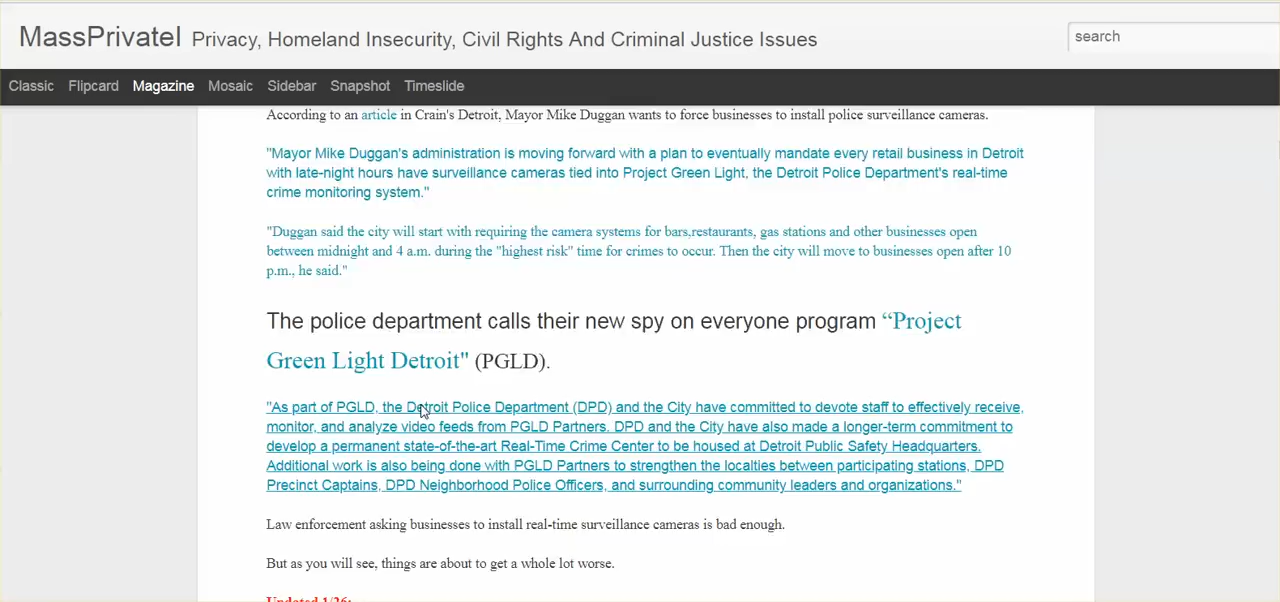 MassPrivateI Privacy, Homeland Insecurity, Civil Rights And Criminal Justice Issues
search
Classic Flipcard Magazine Mosaic Sidebar Snapshot Timeslide
According to an article in Crain's Detroit, Mayor Mike Duggan wants to force businesses to install police surveillance cameras.
"Mayor Mike Duggan's administration is moving forward with a plan to eventually mandate every retail business in Detroit
with late-night hours have surveillance cameras tied into Project Green Light, the Detroit Police Department's real-time
crime monitoring system."
"Duggan said the city will start with requiring the camera systems for bars,restaurants, gas stations and other businesses open
between midnight and 4 a.m. during the "highest risk" time for crimes to occur. Then the city will move to businesses open after 10
p.m., he said."
The police department calls their new spy on everyone program “Project
Green Light Detroit" (PGLD).
"As part of PGLD, the Detroit Police Department (DPD) and the City have committed to devote staff to effectively receive,
monitor, and analyze video feeds from PGLD Partners. DPD and the City have also made a longer-term commitment to
develop a permanent state-of-the-art Real-Time Crime Center to be housed at Detroit Public Safety Headquarters.
Additional work is also being done with PGLD Partners to strengthen the localties between participating stations, DPD
Precinct Captains, DPD Neighborhood Police Officers, and surrounding community leaders and organizations."
Law enforcement asking businesses to install real-time surveillance cameras is bad enough.
But as you will see, things are about to get a whole lot worse.
Updated 1/26: